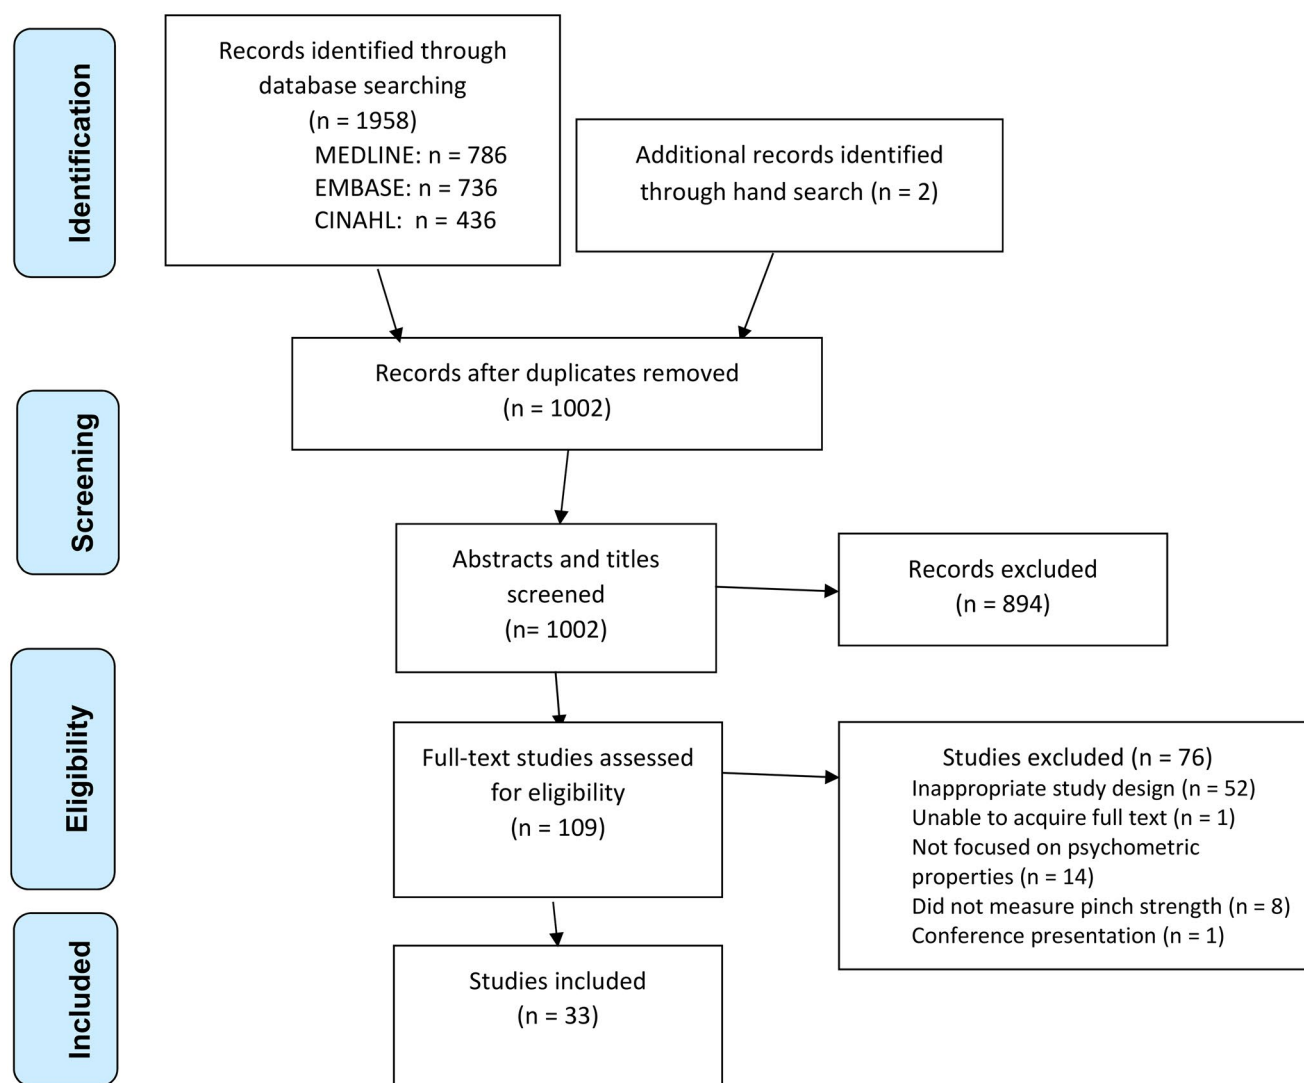 Identification
Records identified through
database searching
(n = 1958)
MEDLINE: n = 786
EMBASE: n = 736
CINAHL:  n = 436
Additional records identified
through hand search (n = 2)
Records after duplicates removed
(n = 1002)
Screening
Abstracts and titles
screened
(n= 1002)
Records excluded
(n = 894)
Eligibility
Full-text studies assessed
for eligibility
(n = 109)
Studies excluded (n = 76)
Inappropriate study design (n = 52)
Unable to acquire full text (n = 1)
Not focused on psychometric
properties (n = 14)
Did not measure pinch strength (n = 8)
Conference presentation (n = 1)
Included
Studies included
(n = 33)